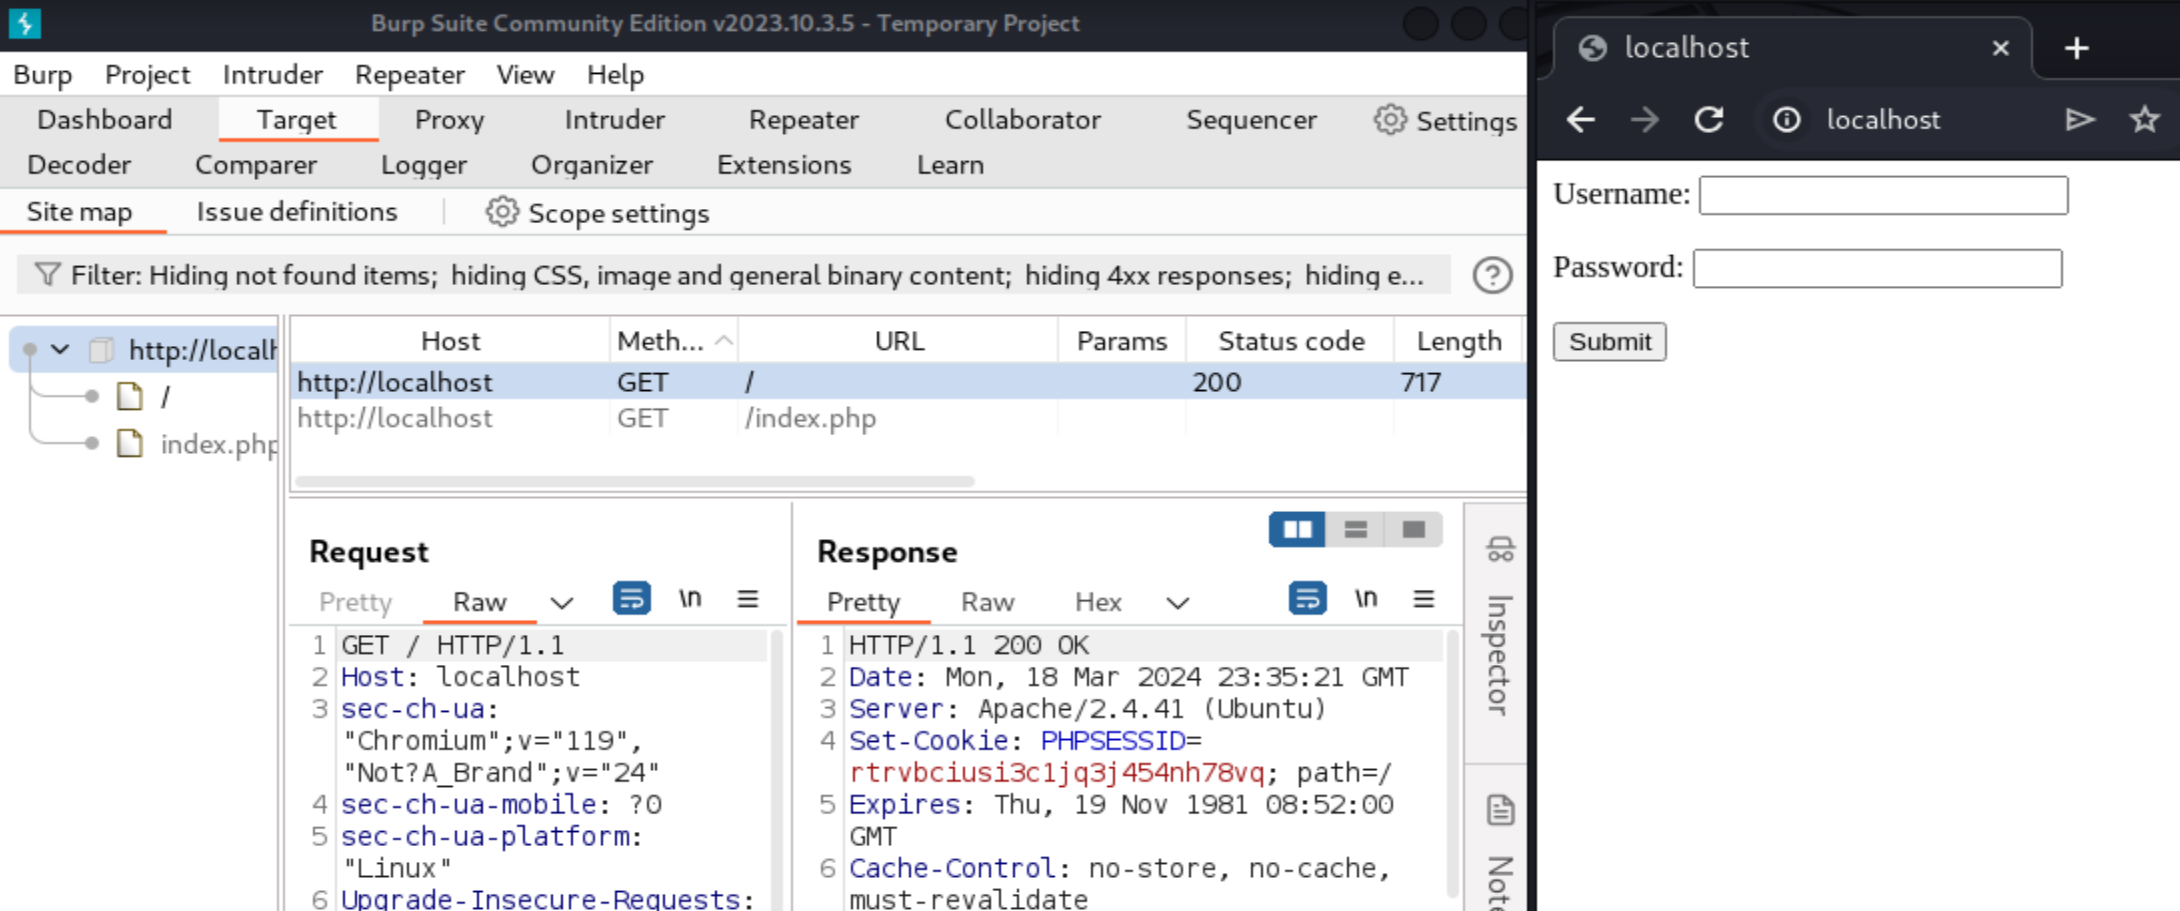 Burp Suite Community Edition v2023.10.3.5 - Temporary Project
Burp Project Intruder Repeater View Help
Dashboard Target Proxy Intruder Repeater Collaborator Sequencer Settings
Decoder Comparer Logger Organizer Extensions Learn
Site map Issue definitions Scope settings
Filter: Hiding not found items; hiding CSS, image and general binary content; hiding 4xx responses; hiding e...
http://localh
/
index.php
Host Meth... URL Params Status code Length
http://localhost GET / 200 717
http://localhost GET /index.php
Request
Pretty Raw \n
1 GET / HTTP/1.1
2 Host: localhost
3 sec-ch-ua:
"Chromium";v="119",
"Not?A_Brand";v="24"
4 sec-ch-ua-mobile: ?0
5 sec-ch-ua-platform:
"Linux"
6 Upgrade-Insecure-Requests:
Response
Pretty Raw Hex \n
1 HTTP/1.1 200 OK
2 Date: Mon, 18 Mar 2024 23:35:21 GMT
3 Server: Apache/2.4.41 (Ubuntu)
4 Set-Cookie: PHPSESSID=
rtrvbciusi3c1jq3j454nh78vq; path=/
5 Expires: Thu, 19 Nov 1981 08:52:00
GMT
6 Cache-Control: no-store, no-cache,
must-revalidate
Inspector
Note
localhost
localhost
Username:
Password:
Submit